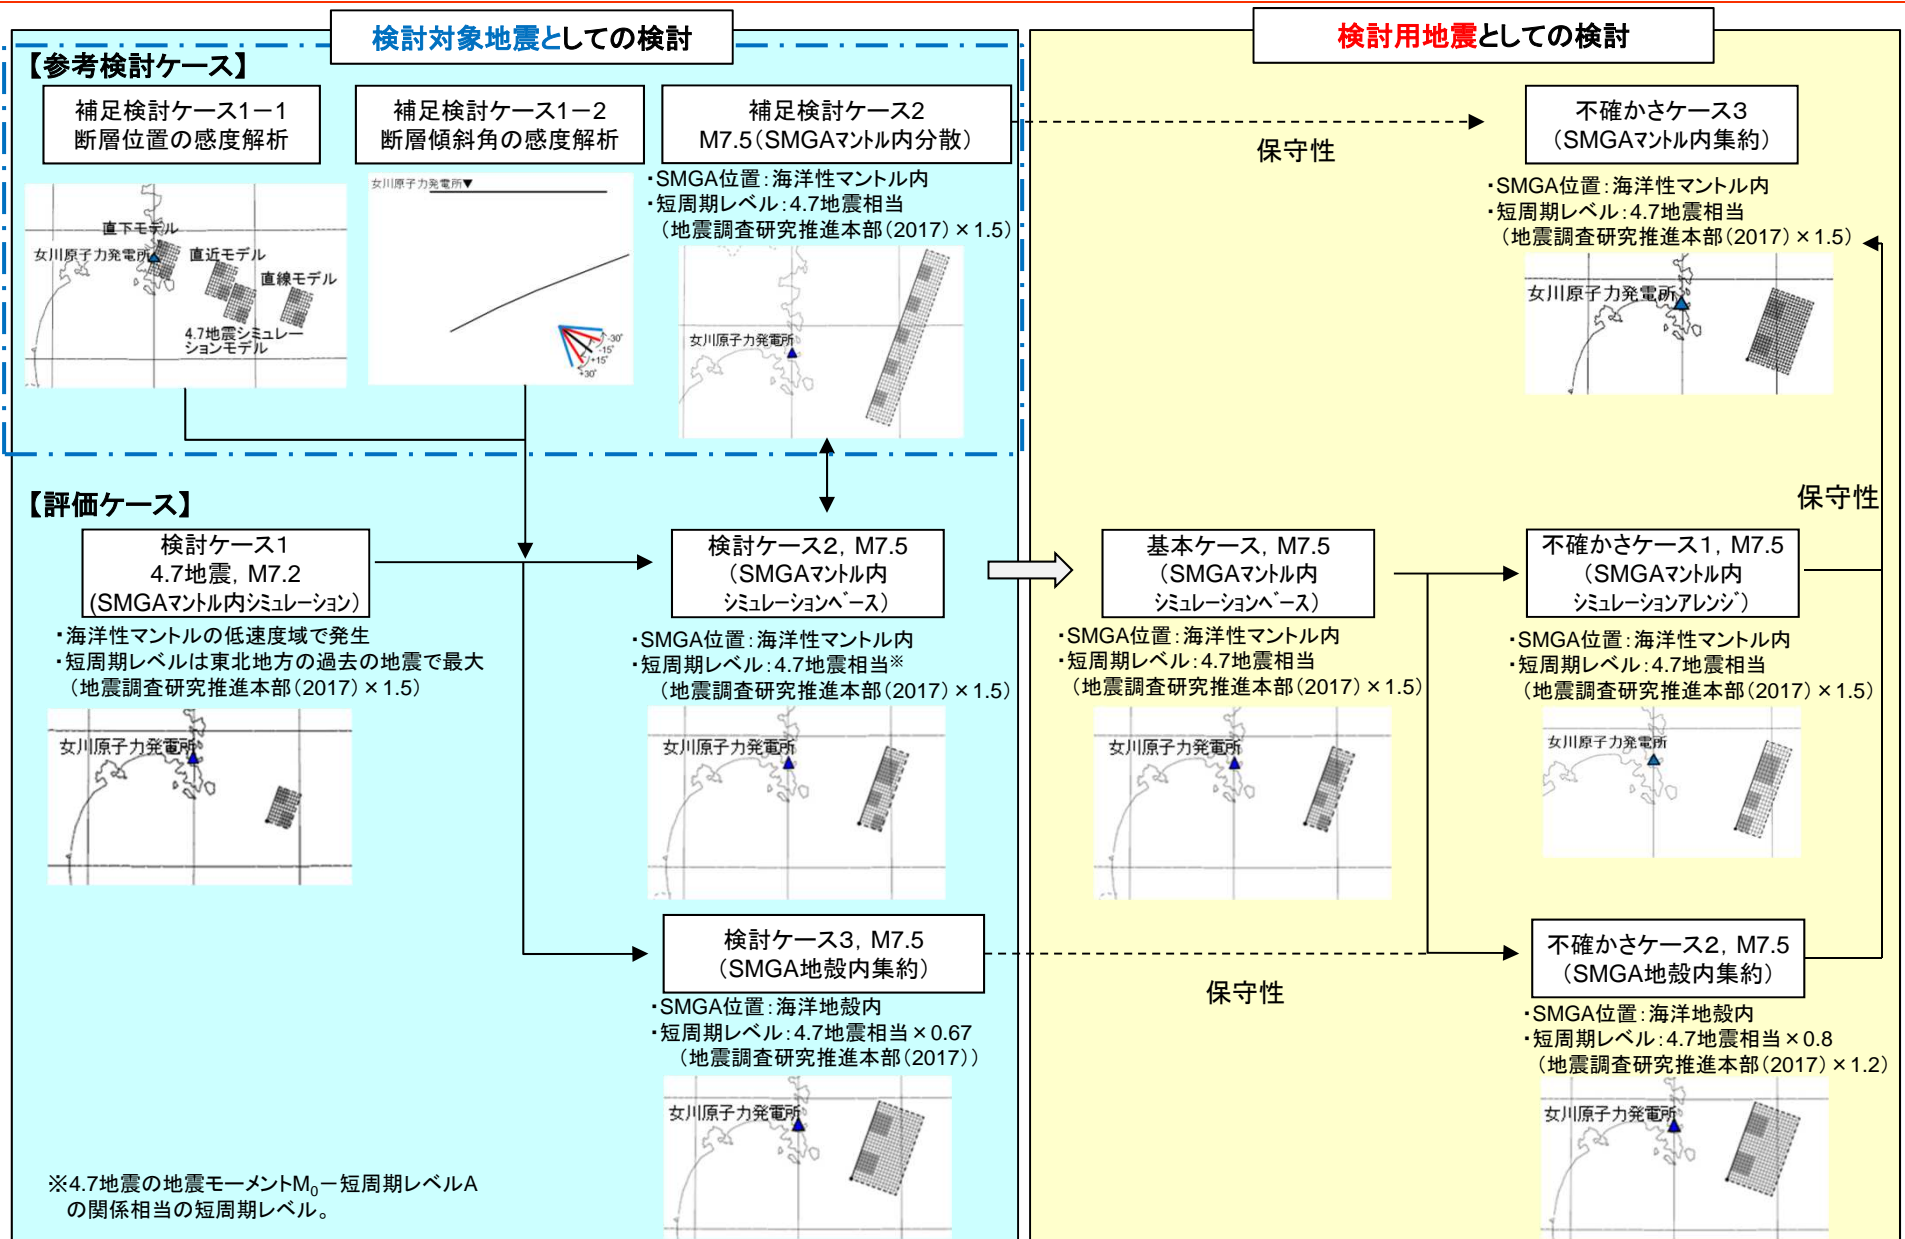 検討対象地震としての検討
【参考検討ケース】
補足検討ケース1－1
断層位置の感度解析
直下モデル
女川原子力発電所
直近モデル
直線モデル
4.7地震シミュレー
ションモデル
補足検討ケース1－2
断層傾斜角の感度解析
女川原子力発電所▼
-30°
-15°
+15°
+30°
補足検討ケース2
M7.5（SMGAマントル内分散）
・SMGA位置：海洋性マントル内
・短周期レベル：4.7地震相当
（地震調査研究推進本部（2017）×1.5）
女川原子力発電所
【評価ケース】
検討ケース1
4.7地震, M7.2
(SMGAマントル内シミュレーション)
・海洋性マントルの低速度域で発生
・短周期レベルは東北地方の過去の地震で最大
（地震調査研究推進本部（2017）×1.5）
女川原子力発電所
検討ケース2, M7.5
（SMGAマントル内
シミュレーションベース）
・SMGA位置：海洋性マントル内
・短周期レベル：4.7地震相当※
（地震調査研究推進本部（2017）×1.5）
女川原子力発電所
検討ケース3, M7.5
（SMGA地殻内集約）
・SMGA位置：海洋地殻内
・短周期レベル：4.7地震相当×0.67
（地震調査研究推進本部（2017））
女川原子力発電所
※4.7地震の地震モーメントM0－短周期レベルA
の関係相当の短周期レベル。
検討用地震としての検討
保守性
不確かさケース3
（SMGAマントル内集約）
・SMGA位置：海洋性マントル内
・短周期レベル：4.7地震相当
（地震調査研究推進本部（2017）×1.5）
女川原子力発電所
保守性
基本ケース, M7.5
（SMGAマントル内
シミュレーションベース）
・SMGA位置：海洋性マントル内
・短周期レベル：4.7地震相当
（地震調査研究推進本部（2017）×1.5）
女川原子力発電所
不確かさケース1, M7.5
（SMGAマントル内
シミュレーションアレンジ）
・SMGA位置：海洋性マントル内
・短周期レベル：4.7地震相当
（地震調査研究推進本部（2017）×1.5）
女川原子力発電所
保守性
不確かさケース2, M7.5
（SMGA地殻内集約）
・SMGA位置：海洋地殻内
・短周期レベル：4.7地震相当×0.8
（地震調査研究推進本部（2017）×1.2）
女川原子力発電所